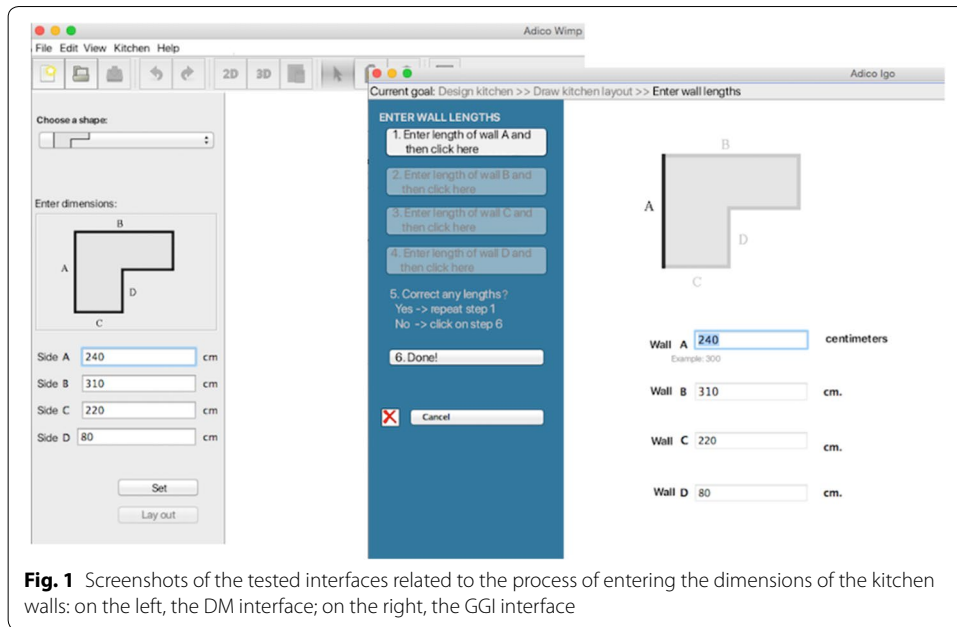 Adico Wimp
File Edit View Kitchen Help
2D 3D
Choose a shape:
Enter dimensions:
B
A
D
C
Side A 240 cm
Side B 310 cm
Side C 220 cm
Side D 80 cm
Set
Lay out
Adico Igo
Current goal: Design kitchen >> Draw kitchen layout >> Enter wall lengths
ENTER WALL LENGTHS
1. Enter length of wall A and
then click here
2. Enter length of wall B and
then click here
3. Enter length of wall C and
then click here
4. Enter length of wall D and
then click here
5. Correct any lengths?
Yes -> repeat step 1
No -> click on step 6
6. Done!
Cancel
B
A
D
C
Wall A 240 centimeters
Example: 300
Wall B 310 cm.
Wall C 220 cm.
Wall D 80 cm.
Fig. 1 Screenshots of the tested interfaces related to the process of entering the dimensions of the kitchen
walls: on the left, the DM interface; on the right, the GGI interface